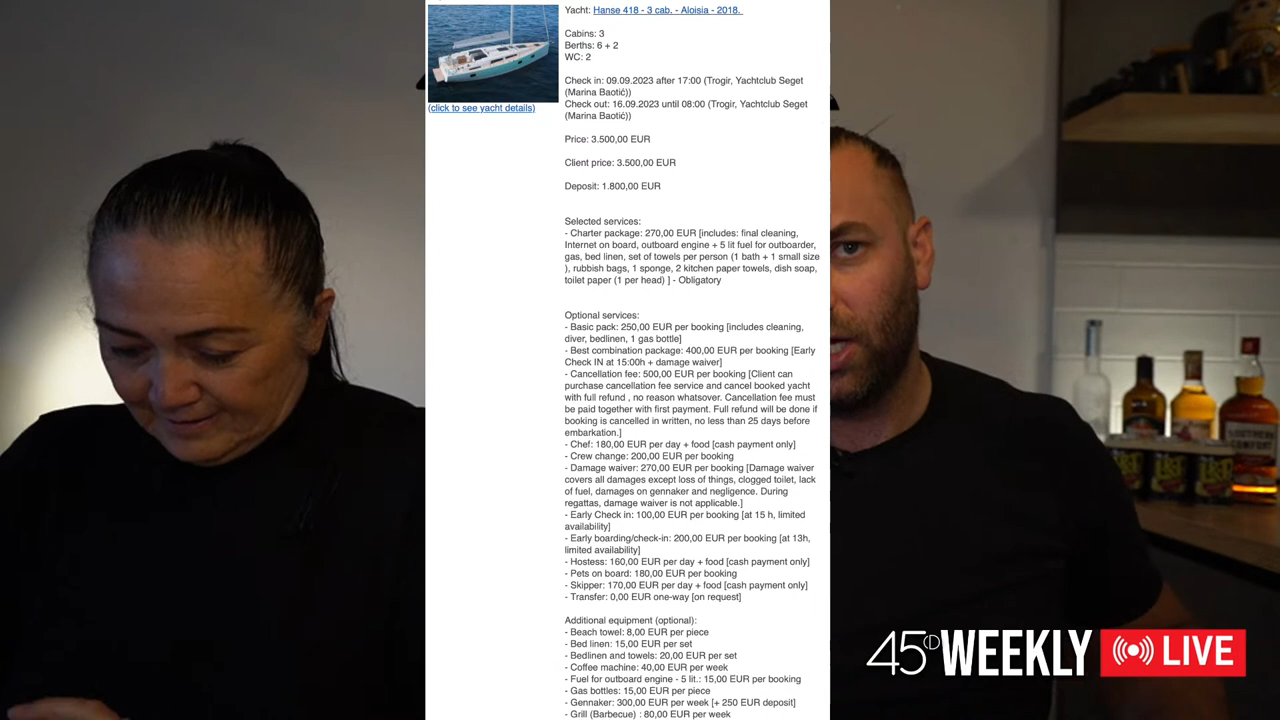 Yacht: Hanse 418 - 3 cab. - Aloisia - 2018.
(click to see yacht details)
Cabins: 3
Berths: 6 + 2
WC: 2
Check in: 09.09.2023 after 17:00 (Trogir, Yachtclub Seget
(Marina Baotić))
Check out: 16.09.2023 until 08:00 (Trogir, Yachtclub Seget
(Marina Baotić))
Price: 3.500,00 EUR
Client price: 3.500,00 EUR
Deposit: 1.800,00 EUR
Selected services:
- Charter package: 270,00 EUR [includes: final cleaning,
Internet on board, outboard engine + 5 lit fuel for outboarder,
gas, bed linen, set of towels per person (1 bath + 1 small size
), rubbish bags, 1 sponge, 2 kitchen paper towels, dish soap,
toilet paper (1 per head) ] - Obligatory
Optional services:
- Basic pack: 250,00 EUR per booking [includes cleaning,
diver, bedlinen, 1 gas bottle]
- Best combination package: 400,00 EUR per booking [Early
Check IN at 15:00h + damage waiver]
- Cancellation fee: 500,00 EUR per booking [Client can
purchase cancellation fee service and cancel booked yacht
with full refund , no reason whatsover. Cancellation fee must
be paid together with first payment. Full refund will be done if
booking is cancelled in written, no less than 25 days before
embarkation.]
- Chef: 180,00 EUR per day + food [cash payment only]
- Crew change: 200,00 EUR per booking
- Damage waiver: 270,00 EUR per booking [Damage waiver
covers all damages except loss of things, clogged toilet, lack
of fuel, damages on gennaker and negligence. During
regattas, damage waiver is not applicable.]
- Early Check in: 100,00 EUR per booking [at 15 h, limited
availability]
- Early boarding/check-in: 200,00 EUR per booking [at 13h,
limited availability]
- Hostess: 160,00 EUR per day + food [cash payment only]
- Pets on board: 180,00 EUR per booking
- Skipper: 170,00 EUR per day + food [cash payment only]
- Transfer: 0,00 EUR one-way [on request]
Additional equipment (optional):
- Beach towel: 8,00 EUR per piece
- Bed linen: 15,00 EUR per set
- Bedlinen and towels: 20,00 EUR per set
- Coffee machine: 40,00 EUR per week
- Fuel for outboard engine - 5 lit.: 15,00 EUR per booking
- Gas bottles: 15,00 EUR per piece
- Gennaker: 300,00 EUR per week [+ 250 EUR deposit]
- Grill (Barbecue) : 80,00 EUR per week
SOUTHERN
COMFORT
45CD WEEKLY LIVE